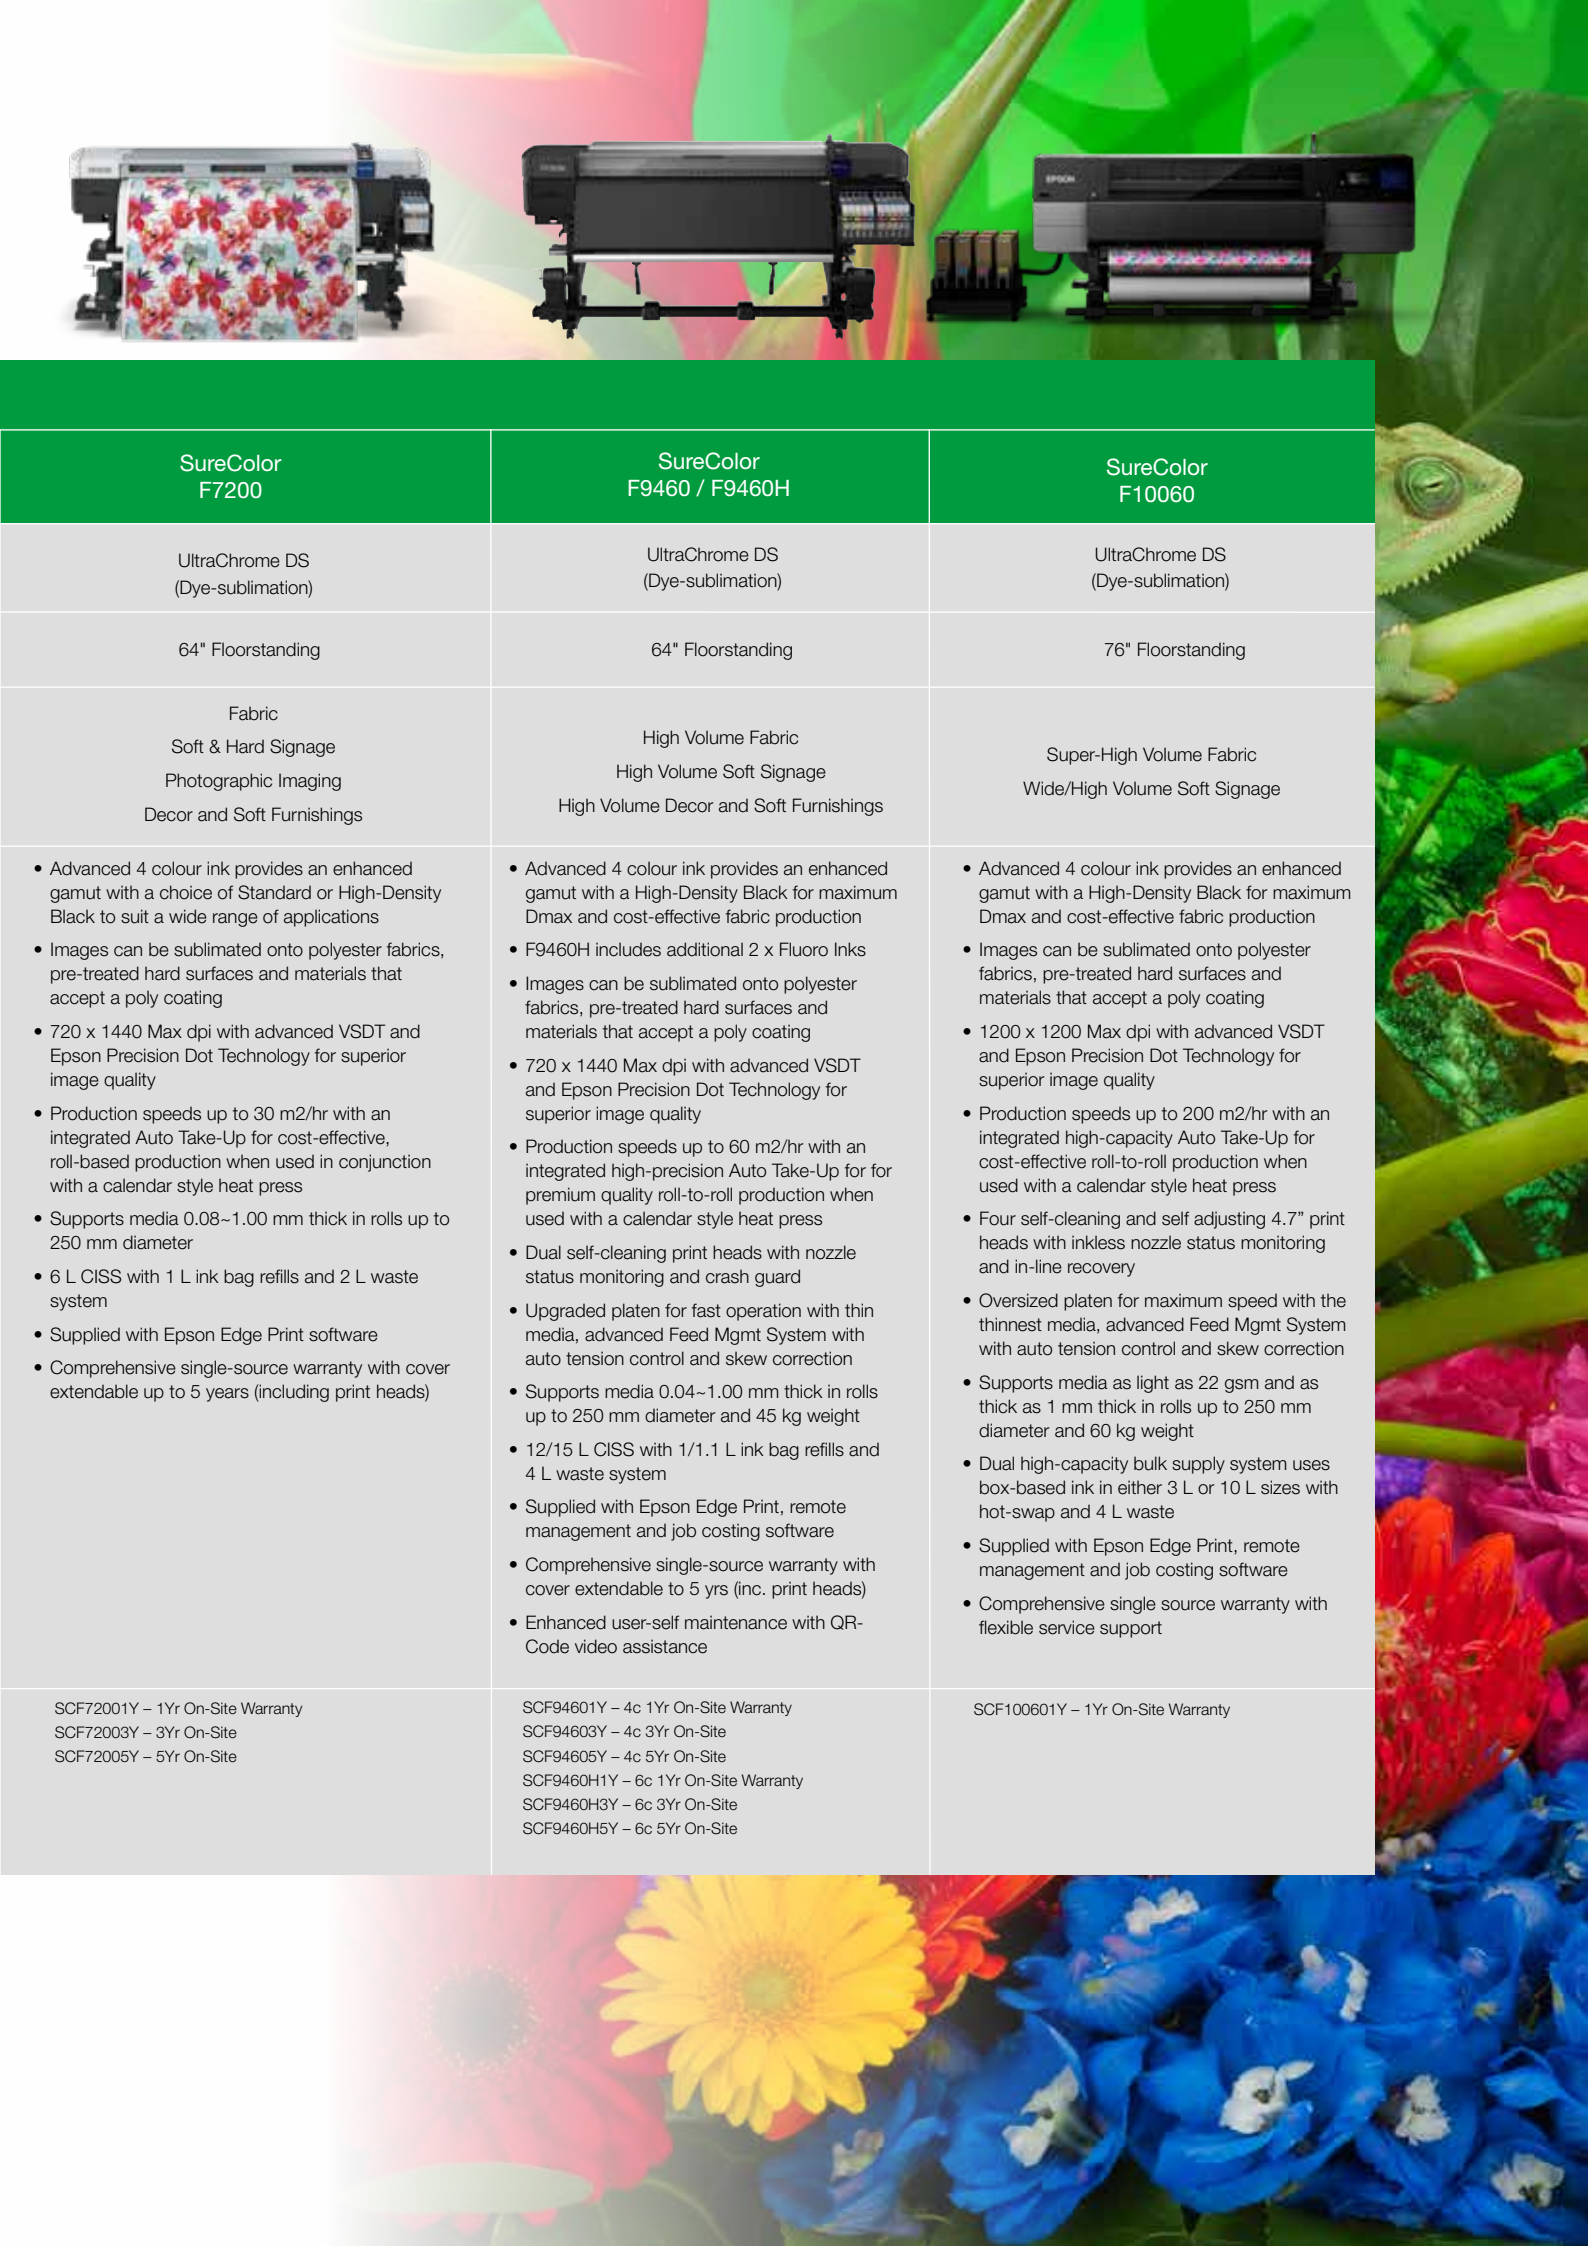 EPSON
SureColor
F7200
SureColor
F9460 / F9460H
SureColor
F10060
UltraChrome DS
(Dye-sublimation)
UltraChrome DS
(Dye-sublimation)
UltraChrome DS
(Dye-sublimation)
64" Floorstanding
64" Floorstanding
76" Floorstanding
Fabric
Soft & Hard Signage
Photographic Imaging
Decor and Soft Furnishings
High Volume Fabric
High Volume Soft Signage
High Volume Decor and Soft Furnishings
Super-High Volume Fabric
Wide/High Volume Soft Signage
• Advanced 4 colour ink provides an enhanced
gamut with a choice of Standard or High-Density
Black to suit a wide range of applications
• Images can be sublimated onto polyester fabrics,
pre-treated hard surfaces and materials that
accept a poly coating
• 720 x 1440 Max dpi with advanced VSDT and
Epson Precision Dot Technology for superior
image quality
• Production speeds up to 30 m2/hr with an
integrated Auto Take-Up for cost-effective,
roll-based production when used in conjunction
with a calendar style heat press
• Supports media 0.08~1.00 mm thick in rolls up to
250 mm diameter
• 6 L CISS with 1 L ink bag refills and 2 L waste
system
• Supplied with Epson Edge Print software
• Comprehensive single-source warranty with cover
extendable up to 5 years (including print heads)
• Advanced 4 colour ink provides an enhanced
gamut with a High-Density Black for maximum
Dmax and cost-effective fabric production
• F9460H includes additional 2 x Fluoro Inks
• Images can be sublimated onto polyester
fabrics, pre-treated hard surfaces and
materials that accept a poly coating
• 720 x 1440 Max dpi with advanced VSDT
and Epson Precision Dot Technology for
superior image quality
• Production speeds up to 60 m2/hr with an
integrated high-precision Auto Take-Up for for
premium quality roll-to-roll production when
used with a calendar style heat press
• Dual self-cleaning print heads with nozzle
status monitoring and crash guard
• Upgraded platen for fast operation with thin
media, advanced Feed Mgmt System with
auto tension control and skew correction
• Supports media 0.04~1.00 mm thick in rolls
up to 250 mm diameter and 45 kg weight
• 12/15 L CISS with 1/1.1 L ink bag refills and
4 L waste system
• Supplied with Epson Edge Print, remote
management and job costing software
• Comprehensive single-source warranty with
cover extendable to 5 yrs (inc. print heads)
• Enhanced user-self maintenance with QR-
Code video assistance
• Advanced 4 colour ink provides an enhanced
gamut with a High-Density Black for maximum
Dmax and cost-effective fabric production
• Images can be sublimated onto polyester
fabrics, pre-treated hard surfaces and
materials that accept a poly coating
• 1200 x 1200 Max dpi with advanced VSDT
and Epson Precision Dot Technology for
superior image quality
• Production speeds up to 200 m2/hr with an
integrated high-capacity Auto Take-Up for
cost-effective roll-to-roll production when
used with a calendar style heat press
• Four self-cleaning and self adjusting 4.7” print
heads with inkless nozzle status monitoring
and in-line recovery
• Oversized platen for maximum speed with the
thinnest media, advanced Feed Mgmt System
with auto tension control and skew correction
• Supports media as light as 22 gsm and as
thick as 1 mm thick in rolls up to 250 mm
diameter and 60 kg weight
• Dual high-capacity bulk supply system uses
box-based ink in either 3 L or 10 L sizes with
hot-swap and 4 L waste
• Supplied with Epson Edge Print, remote
management and job costing software
• Comprehensive single source warranty with
flexible service support
SCF72001Y – 1Yr On-Site Warranty
SCF72003Y – 3Yr On-Site
SCF72005Y – 5Yr On-Site
SCF94601Y – 4c 1Yr On-Site Warranty
SCF94603Y – 4c 3Yr On-Site
SCF94605Y – 4c 5Yr On-Site
SCF9460H1Y – 6c 1Yr On-Site Warranty
SCF9460H3Y – 6c 3Yr On-Site
SCF9460H5Y – 6c 5Yr On-Site
SCF100601Y – 1Yr On-Site Warranty